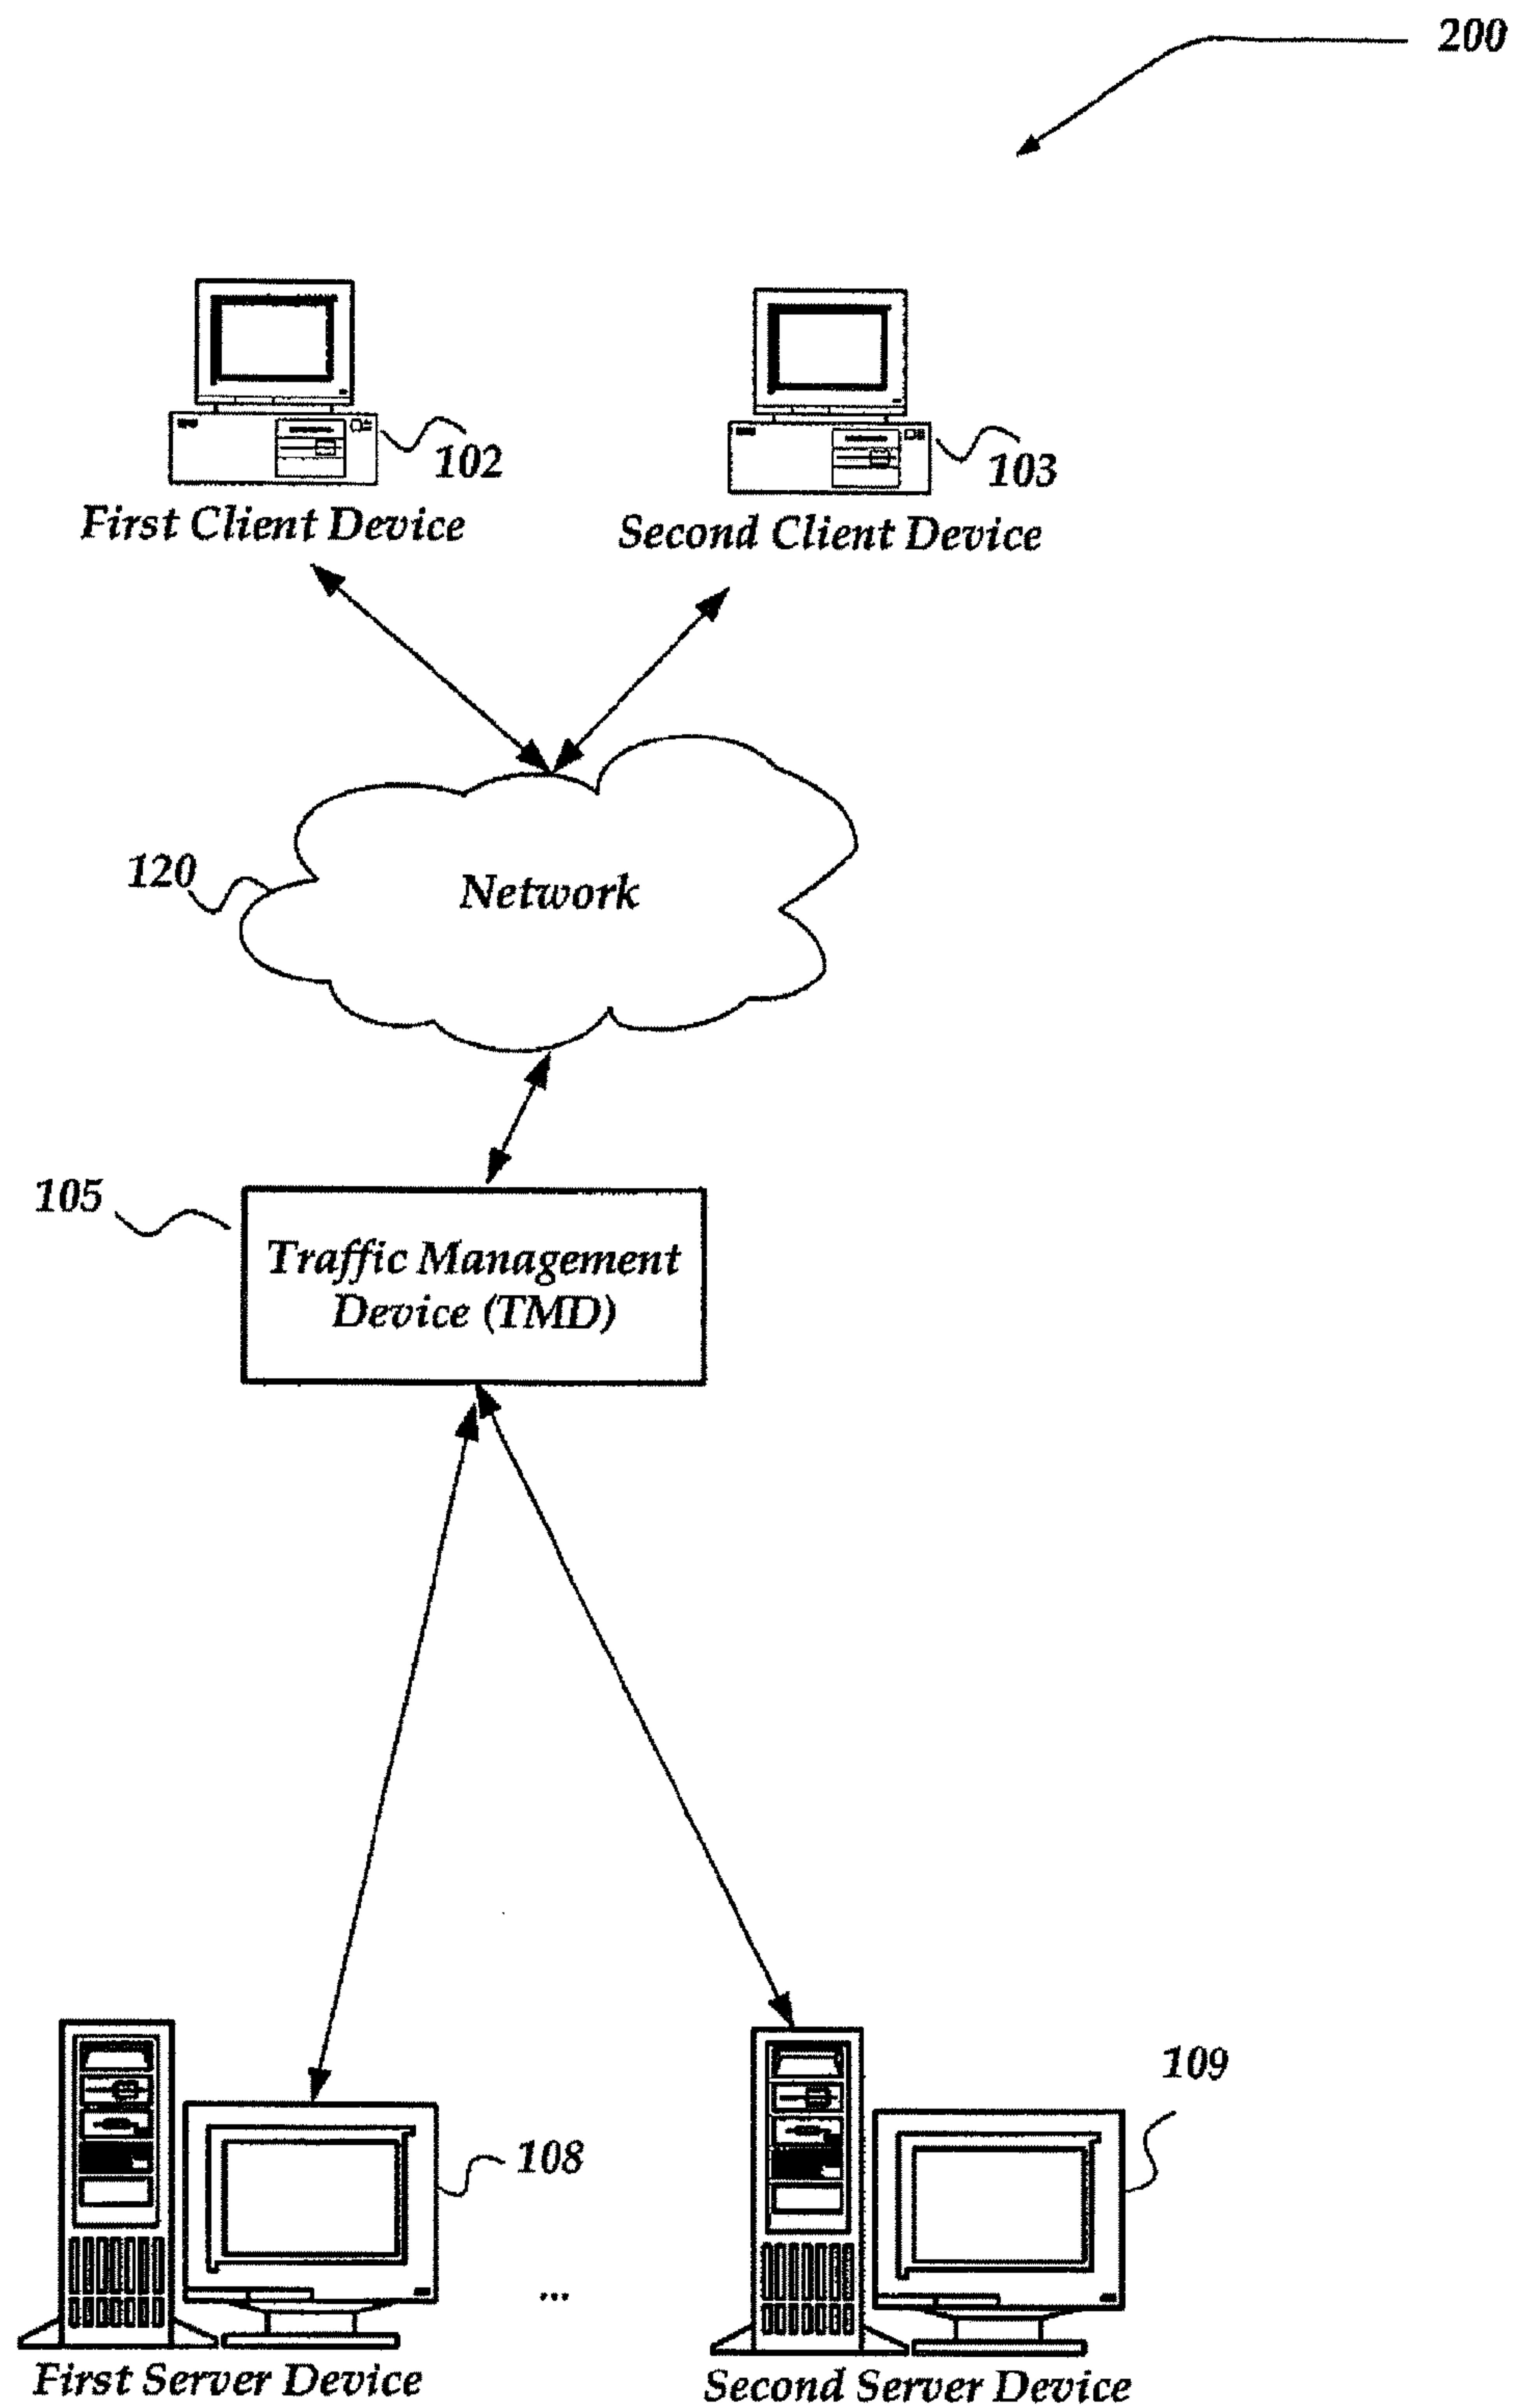 200
102
First Client Device
103
Second Client Device
120
Network
105
Traffic Management
Device (TMD)
108
109
...
First Server Device
Second Server Device